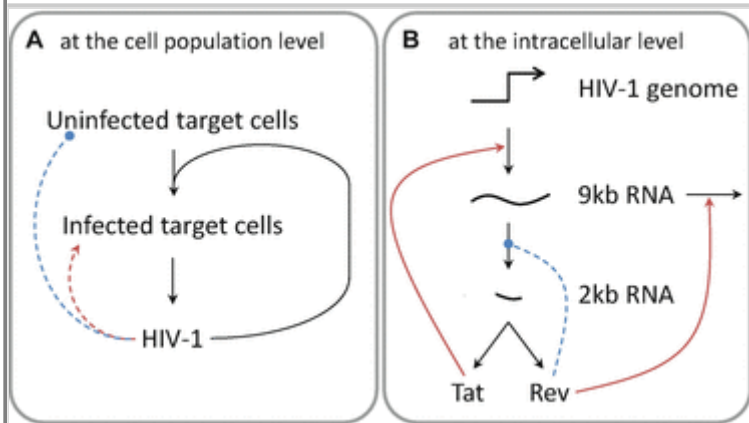 A at the cell population level
Uninfected target cells
Infected target cells
HIV-1
B at the intracellular level
HIV-1 genome
9kb RNA
2kb RNA
Tat Rev